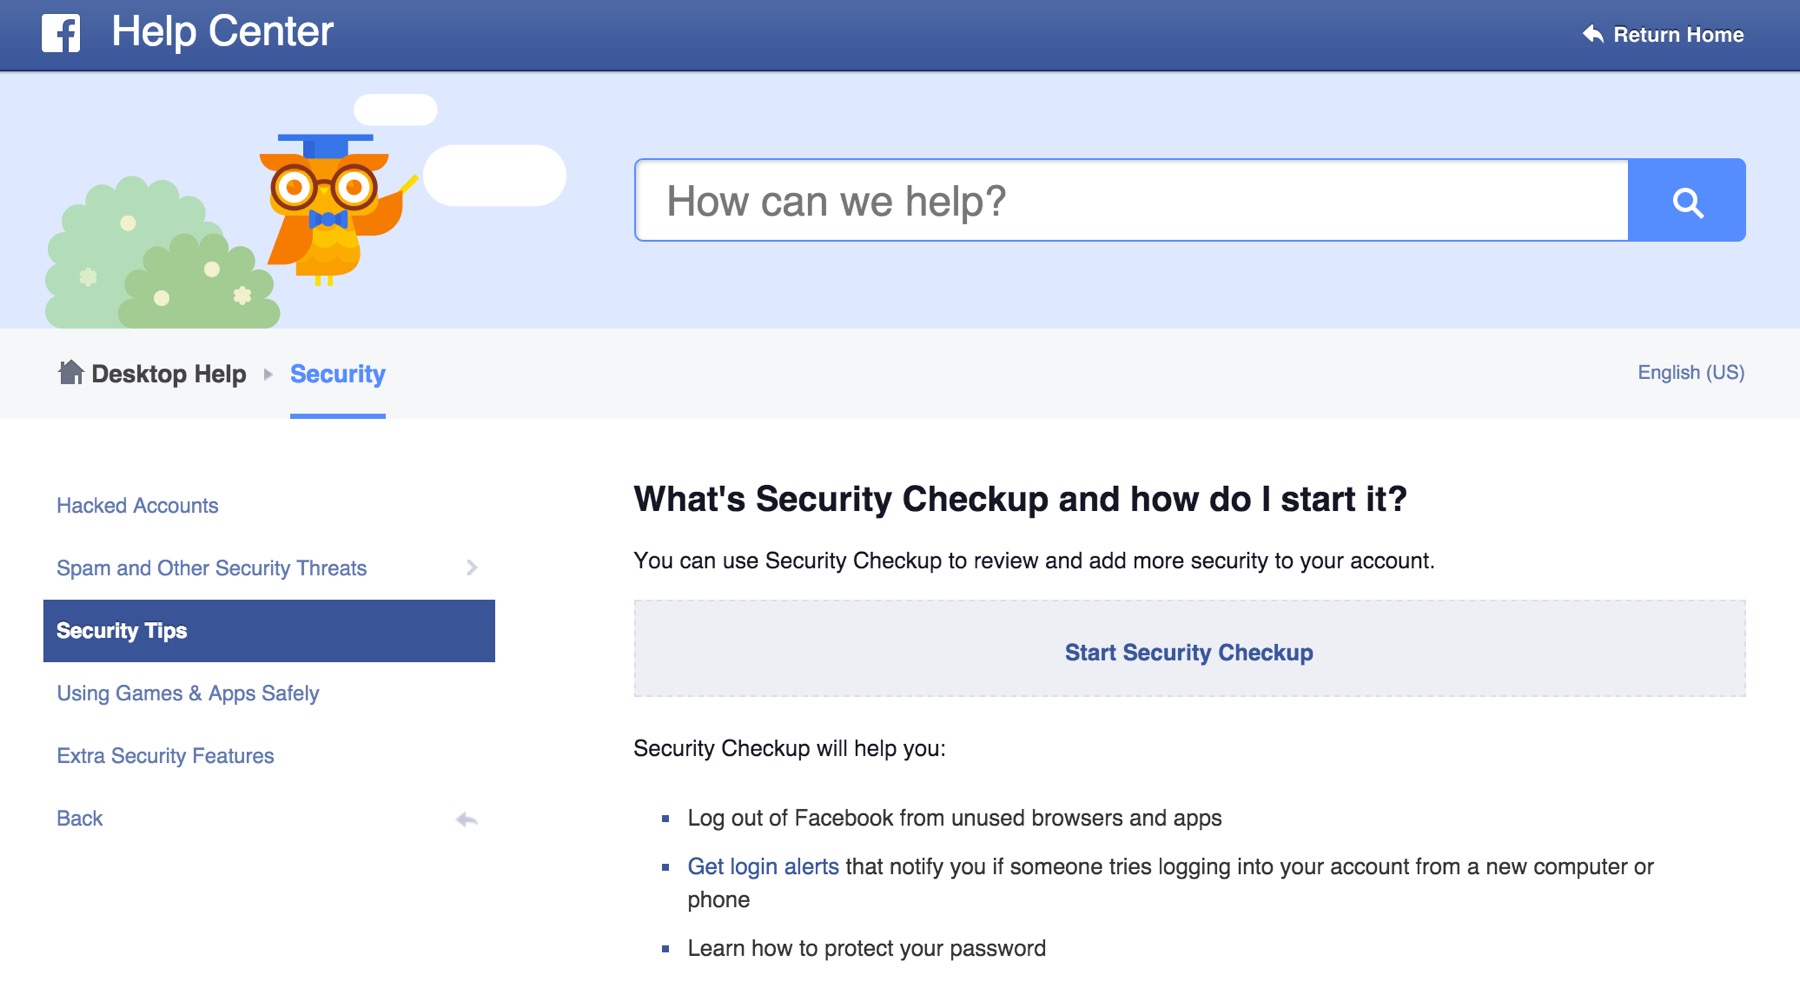 Help Center
Return Home
How can we help?
Desktop Help
Security
English (US)
Hacked Accounts
Spam and Other Security Threats
Security Tips
Using Games & Apps Safely
Extra Security Features
Back
What's Security Checkup and how do I start it?
You can use Security Checkup to review and add more security to your account.
Start Security Checkup
Security Checkup will help you:
Log out of Facebook from unused browsers and apps
Get login alerts that notify you if someone tries logging into your account from a new computer or
phone
Learn how to protect your password